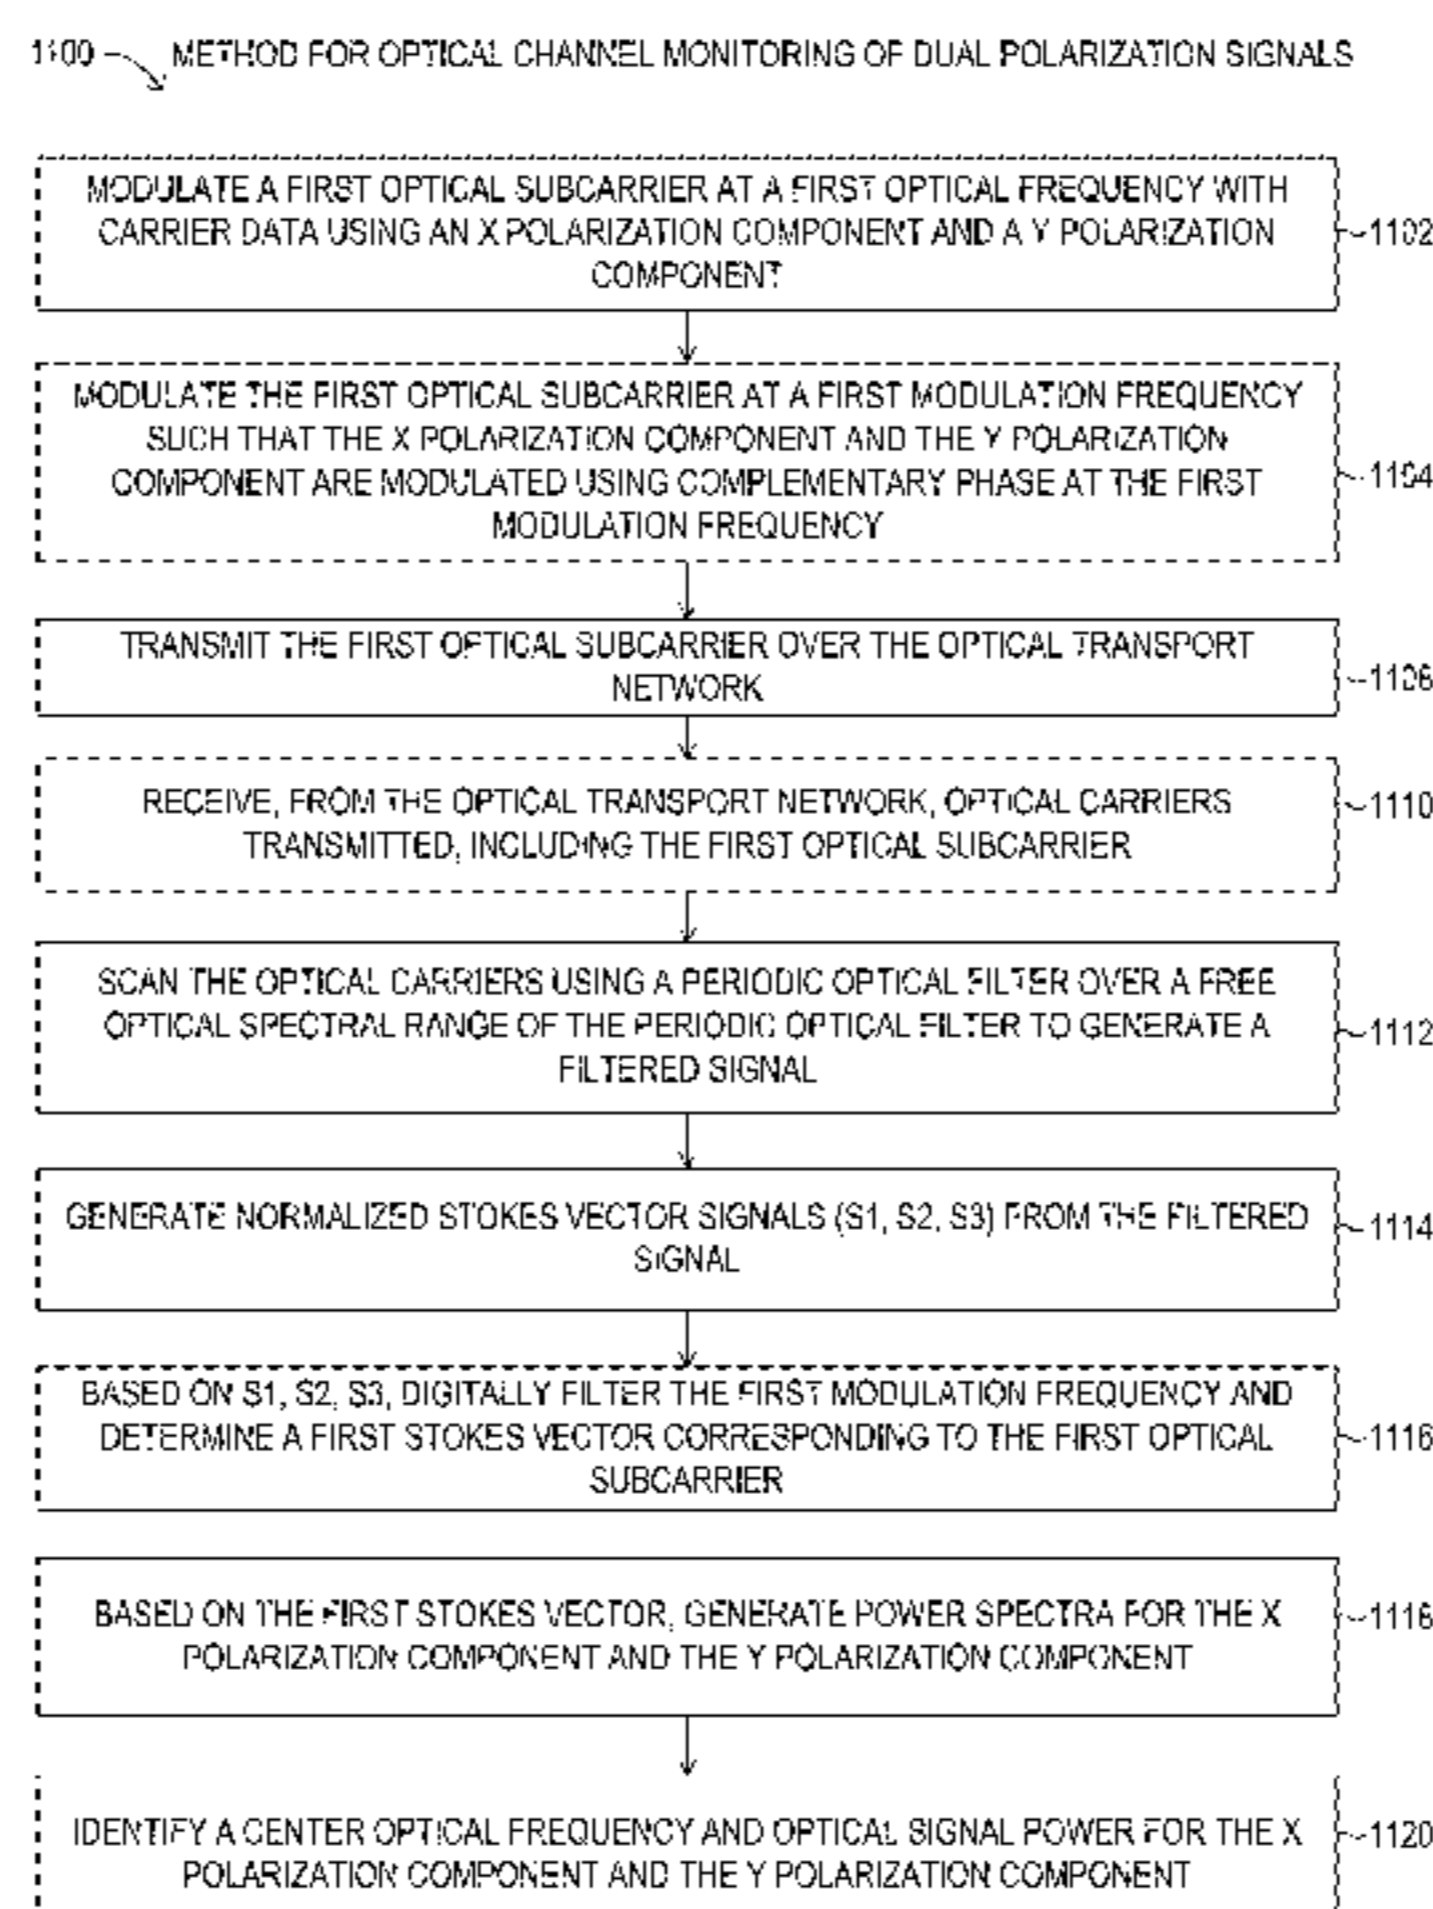 1100 METHOD FOR OPTICAL CHANNEL MONITORING OF DUAL POLARIZATION SIGNALS
MODULATE A FIRST OPTICAL SUBCARRIER AT A FIRST OPTICAL FREQUENCY WITH
CARRIER DATA USING AN X POLARIZATION COMPONENT AND A Y POLARIZATION
COMPONENT
1102
MODULATE THE FIRST OPTICAL SUBCARRIER AT A FIRST MODULATION FREQUENCY
SUCH THAT THE X POLARIZATION COMPONENT AND THE Y POLARIZATION
COMPONENT ARE MODULATED USING COMPLEMENTARY PHASE AT THE FIRST
MODULATION FREQUENCY
1104
TRANSMIT THE FIRST OPTICAL SUBCARRIER OVER THE OPTICAL TRANSPORT
NETWORK
1106
RECEIVE, FROM THE OPTICAL TRANSPORT NETWORK, OPTICAL CARRIERS
TRANSMITTED, INCLUDING THE FIRST OPTICAL SUBCARRIER
1110
SCAN THE OPTICAL CARRIERS USING A PERIODIC OPTICAL FILTER OVER A FREE
OPTICAL SPECTRAL RANGE OF THE PERIODIC OPTICAL FILTER TO GENERATE A
FILTERED SIGNAL
1112
GENERATE NORMALIZED STOKES VECTOR SIGNALS (S1, S2, S3) FROM THE FILTERED
SIGNAL
1114
BASED ON S1, S2, S3, DIGITALLY FILTER THE FIRST MODULATION FREQUENCY AND
DETERMINE A FIRST STOKES VECTOR CORRESPONDING TO THE FIRST OPTICAL
SUBCARRIER
1116
BASED ON THE FIRST STOKES VECTOR, GENERATE POWER SPECTRA FOR THE X
POLARIZATION COMPONENT AND THE Y POLARIZATION COMPONENT
1118
IDENTIFY A CENTER OPTICAL FREQUENCY AND OPTICAL SIGNAL POWER FOR THE X
POLARIZATION COMPONENT AND THE Y POLARIZATION COMPONENT
1120